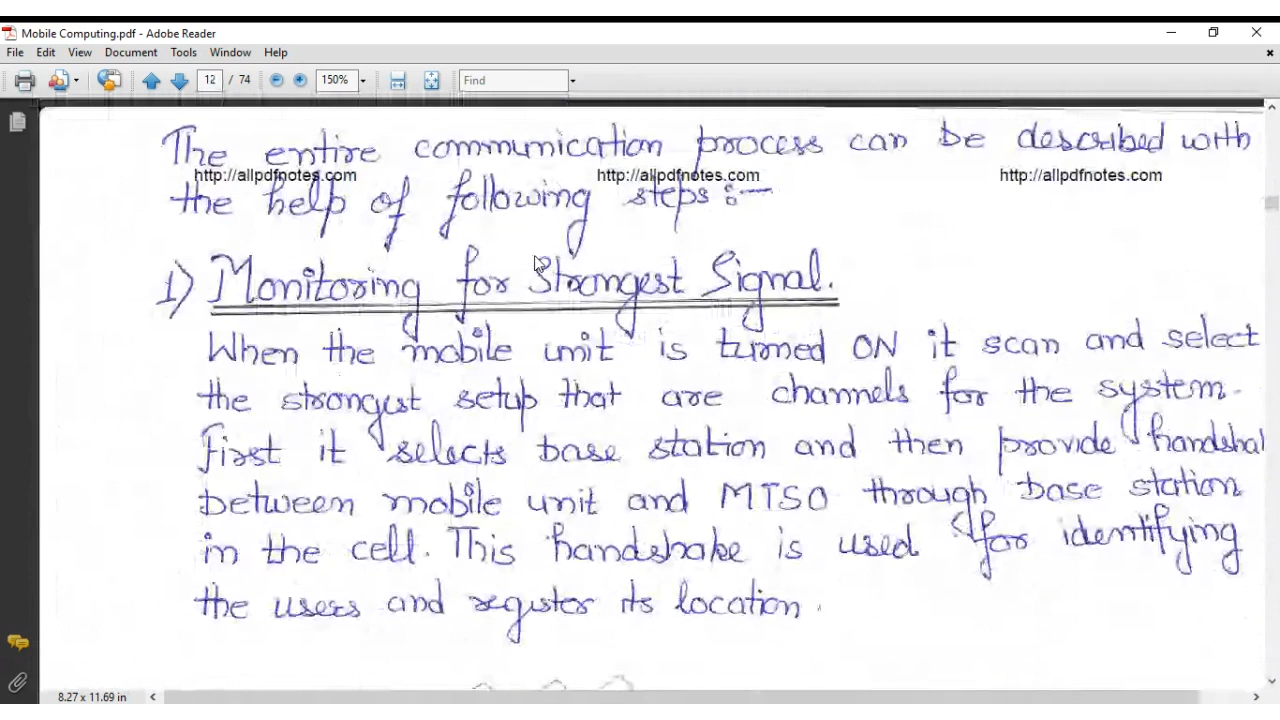 Mobile Computing.pdf - Adobe Reader
File Edit View Document Tools Window Help
12 / 74 150% Find
The entire communication process can be described with
http://allpdfnotes.com http://allpdfnotes.com http://allpdfnotes.com
the help of following steps :-
1) Monitoring for Strongest Signal.
When the mobile unit is turned ON it scan and select
the strongest setup that are channels for the system.
First it selects base station and then provide handsha
between mobile unit and MTSO through base station
in the cell. This handshake is used for identifying
the users and register its location.
8.27 x 11.69 in